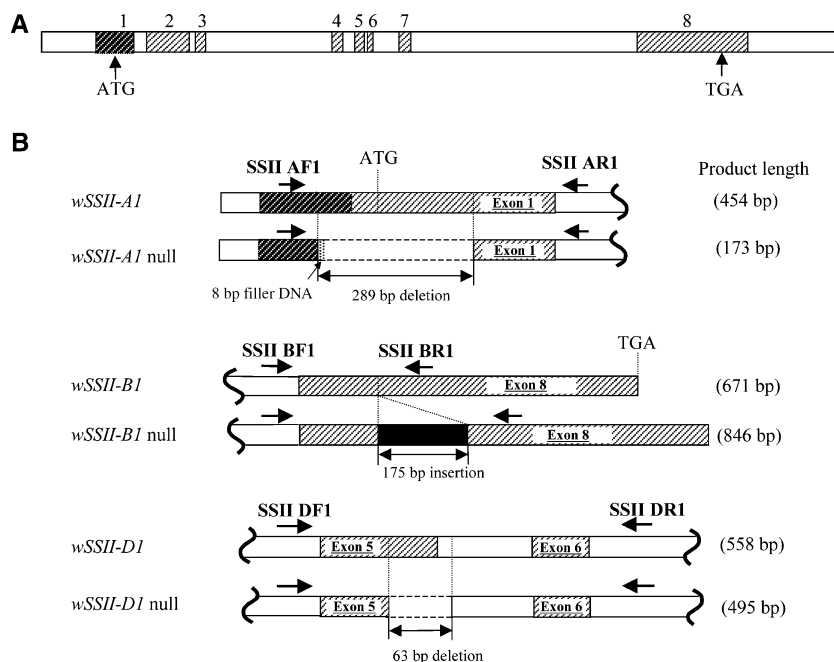 A
1 2 3 4 5 6 7 8
ATG TGA
B
SSII AF1 ATG SSII AR1 Product length
wSSII-A1 Exon 1 (454 bp)
wSSII-A1 null Exon 1 (173 bp)
8 bp filler DNA 289 bp deletion
SSII BF1 SSII BR1 TGA
wSSII-B1 Exon 8 (671 bp)
wSSII-B1 null Exon 8 (846 bp)
175 bp insertion
SSII DF1 SSII DR1
wSSII-D1 Exon 5 Exon 6 (558 bp)
wSSII-D1 null Exon 5 Exon 6 (495 bp)
63 bp deletion